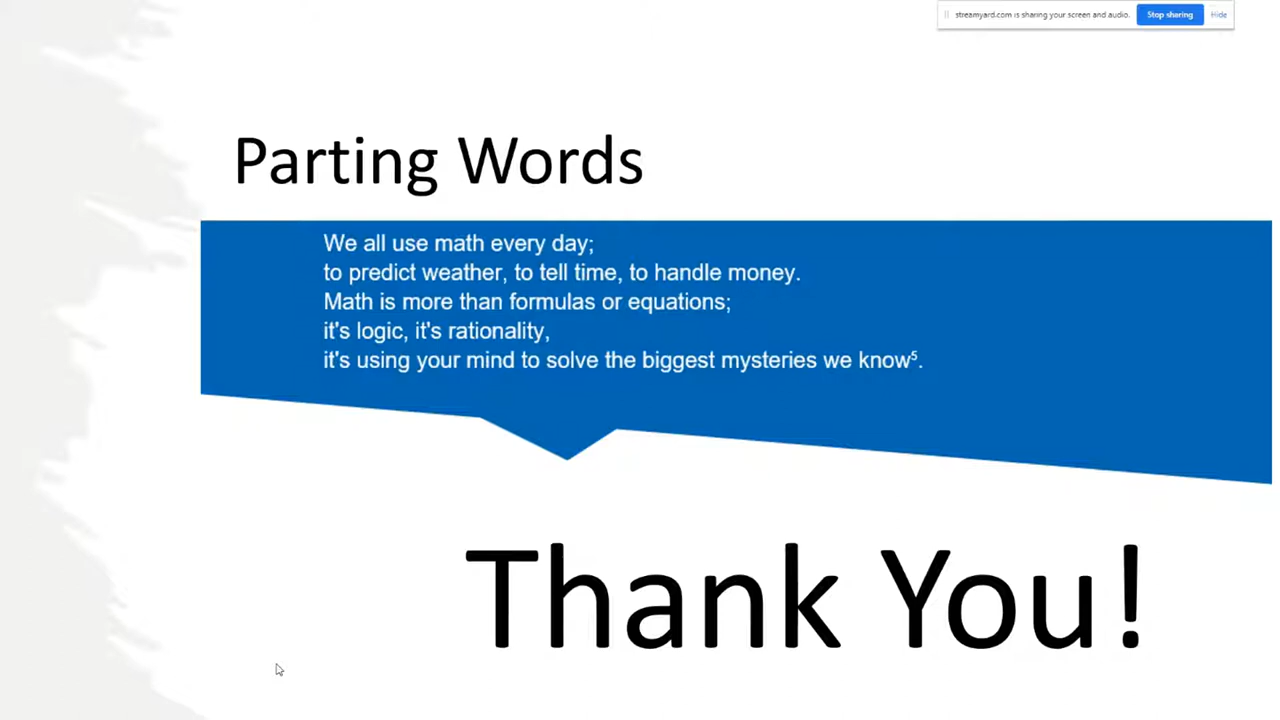 streamyard.com is sharing your screen and audio. Stop sharing Hide
Parting Words
We all use math every day;
to predict weather, to tell time, to handle money.
Math is more than formulas or equations;
it's logic, it's rationality,
it's using your mind to solve the biggest mysteries we know⁵.
Thank You!